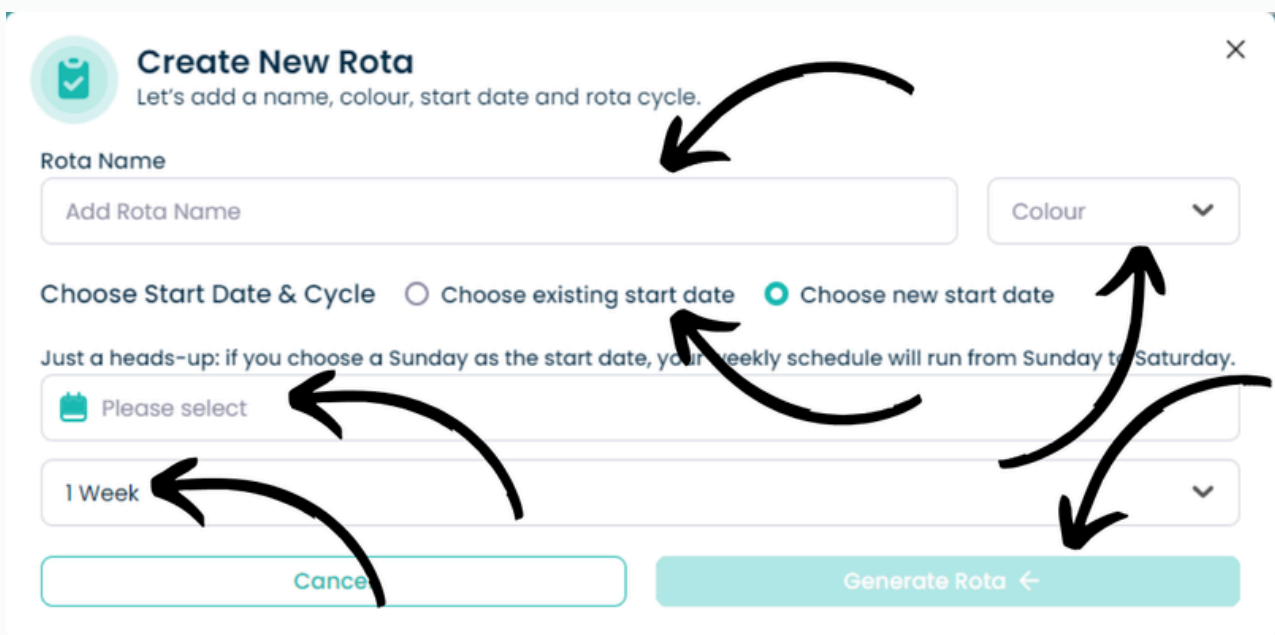 Create New Rota
Let's add a name, colour, start date and rota cycle.
Rota Name
Add Rota Name
Colour
Choose Start Date & Cycle Choose existing start date Choose new start date
Just a heads-up: if you choose a Sunday as the start date, your weekly schedule will run from Sunday to Saturday.
Please select
1 Week
Cancel
Generate Rota ←